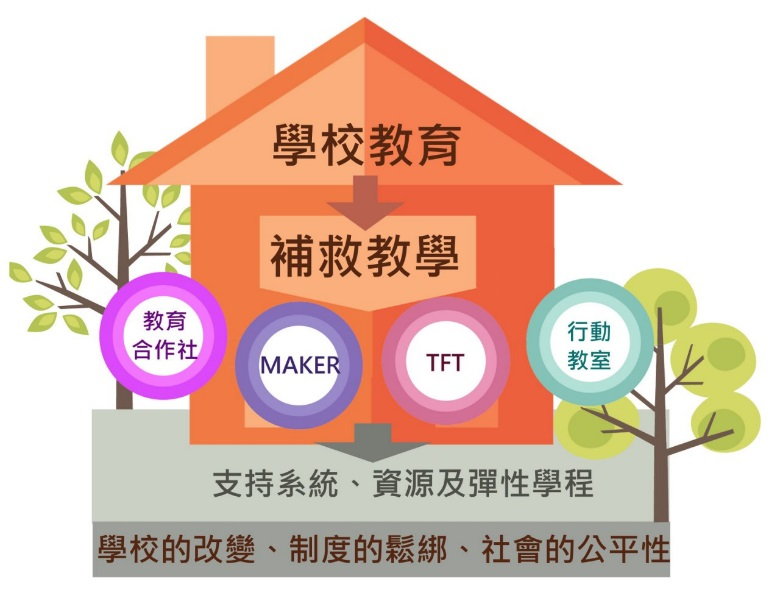 學校教育
補救教學
教育
合作社
MAKER
TFT
行動
教室
支持系統、資源及彈性學程
學校的改變、制度的鬆綁、社會的公平性